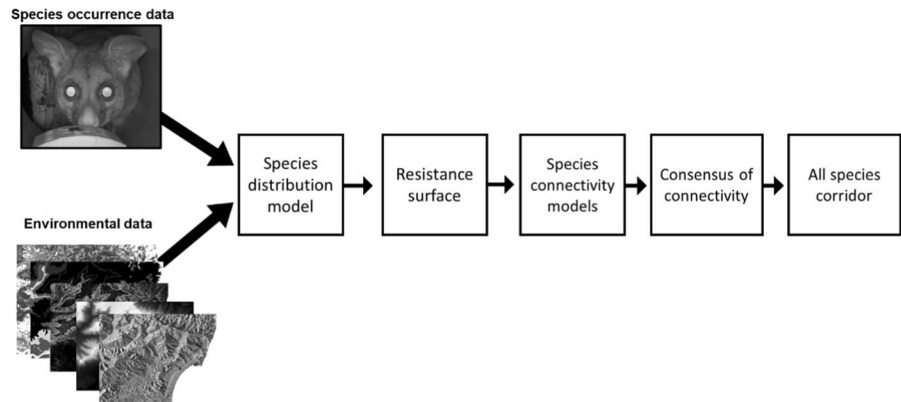 Species occurrence data
Environmental data
Species
distribution
model
Resistance
surface
Species
connectivity
models
Consensus of
connectivity
All species
corridor